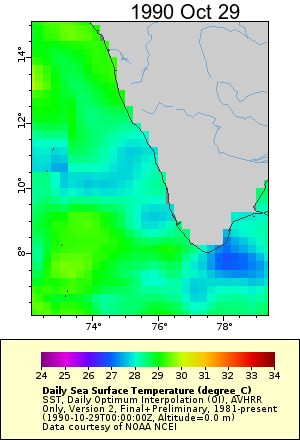 1990 Oct 29
14°
12°
10°
8°
74° 76° 78°
24 25 26 27 28 29 30 31 32 33 34
Daily Sea Surface Temperature (degree_C)
SST, Daily Optimum Interpolation (OI), AVHRR
Only, Version 2, Final+Preliminary, 1981-present
(1990-10-29T00:00:00Z, Altitude=0.0 m)
Data courtesy of NOAA NCEI